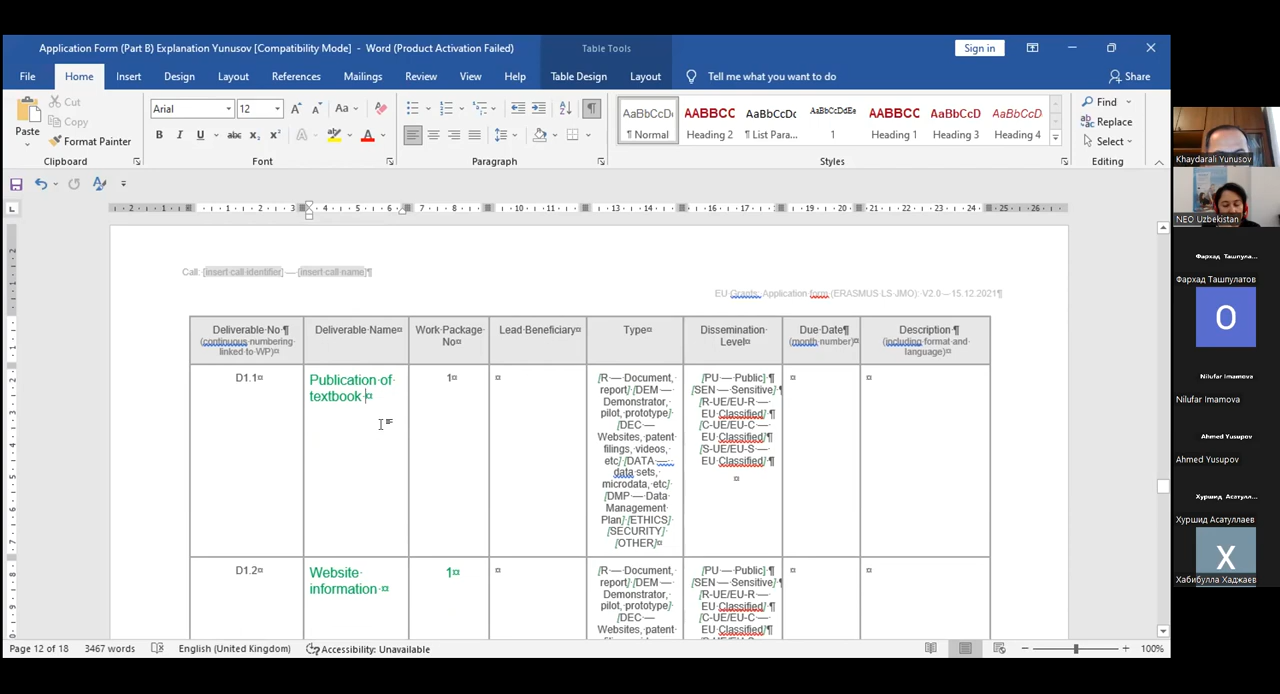 Application Form (Part B) Explanation Yunusov [Compatibility Mode] - Word (Product Activation Failed)
Table Tools
Sign in
File Home Insert Design Layout References Mailings Review View Help Table Design Layout Tell me what you want to do Share
Cut
Copy
Paste
Format Painter
Clipboard
Arial 12
Font
Paragraph
AaBbCcDc
¶ Normal
AABBCC
Heading 2
AaBbCcDc
¶ List Para...
AaBbCcDdEe
1
AABBCC
Heading 1
AaBbCcD
Heading 3
AaBbCcD
Heading 4
Styles
Find
Replace
Select
Editing
Call: [insert call identifier] — [insert call name]¶
EU Grants: Application form (ERASMUS LS JMO): V2.0 – 15.12.2021¶
Deliverable No ¶
(continuous numbering
linked to WP)¤
Deliverable Name¤
Work Package
No¤
Lead Beneficiary¤
Type¤
Dissemination
Level¤
Due Date¶
(month number)¤
Description ¶
(including format and
language)¤
D1.1¤
Publication of
textbook ¤
1¤
¤
[R — Document,
report] [DEM —
Demonstrator,
pilot, prototype]
[DEC —
Websites, patent
filings, videos,
etc] [DATA —
data sets,
microdata, etc]
[DMP — Data
Management
Plan] [ETHICS]
[SECURITY]
[OTHER]¤
[PU — Public] ¶
[SEN — Sensitive] ¶
[R-UE/EU-R —
EU Classified] ¶
[C-UE/EU-C —
EU Classified]¶
[S-UE/EU-S —
EU Classified] ¶
¤
¤
¤
D1.2¤
Website
information ¤
1¤
¤
[R — Document,
report] [DEM —
Demonstrator,
pilot, prototype]
[DEC —
Websites, patent
[PU — Public] ¶
[SEN — Sensitive] ¶
[R-UE/EU-R —
EU Classified] ¶
[C-UE/EU-C —
EU Classified]¶
¤
¤
Page 12 of 18 3467 words English (United Kingdom) Accessibility: Unavailable 100%
Khaydarali Yunusov
NEO Uzbekistan
Фархад Ташпула...
Фархад Ташпулатов
O
Nilufar Imamova
Nilufar Imamova
Ahmed Yusupov
Ahmed Yusupov
Хуршид Асатулл...
Хуршид Асатуллаев
X
Хабибулла Хаджаев